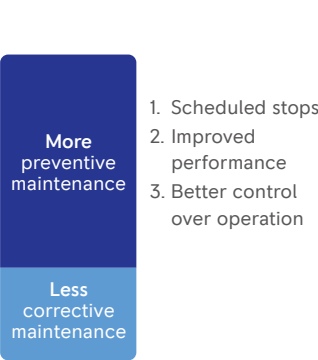 More
preventive
maintenance
1. Scheduled stops
2. Improved
performance
3. Better control
over operation
Less
corrective
maintenance